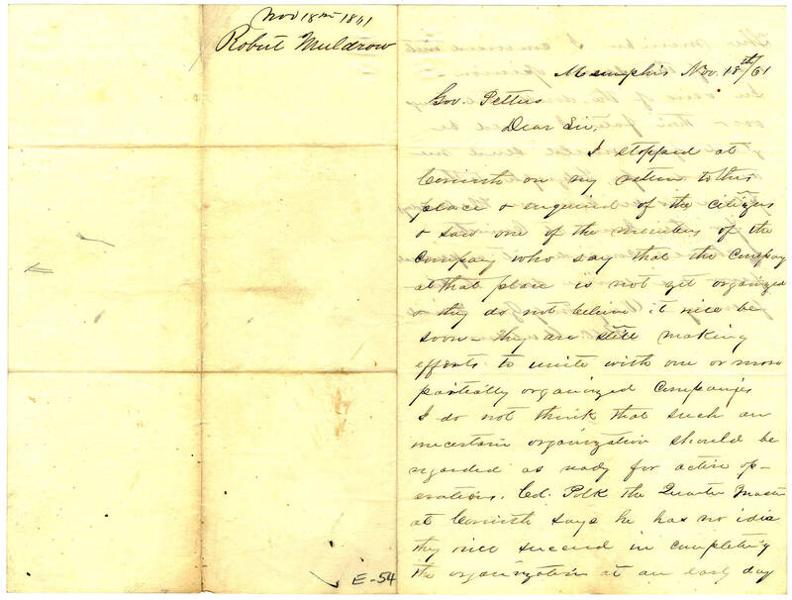 Nov 18th 1861
Robert Muldrow
Memphis Nov. 18th/61
Gov. Pettus
Dear Sir,
I stopped at
Corinth on my return to this
place & enquired of the citizens
& saw one of the members of the
Company who say that the Company
at that place is not yet organized
& they do not believe it will be
soon - they are still making
efforts to unite with one or more
partially organized Companies
I do not think that such an
uncertain organization should be
regarded as ready for active op-
erations. Col. Polk the Quarter Master
at Corinth says he has no idea
they will succeed in completing
the organization at an early day
E-54